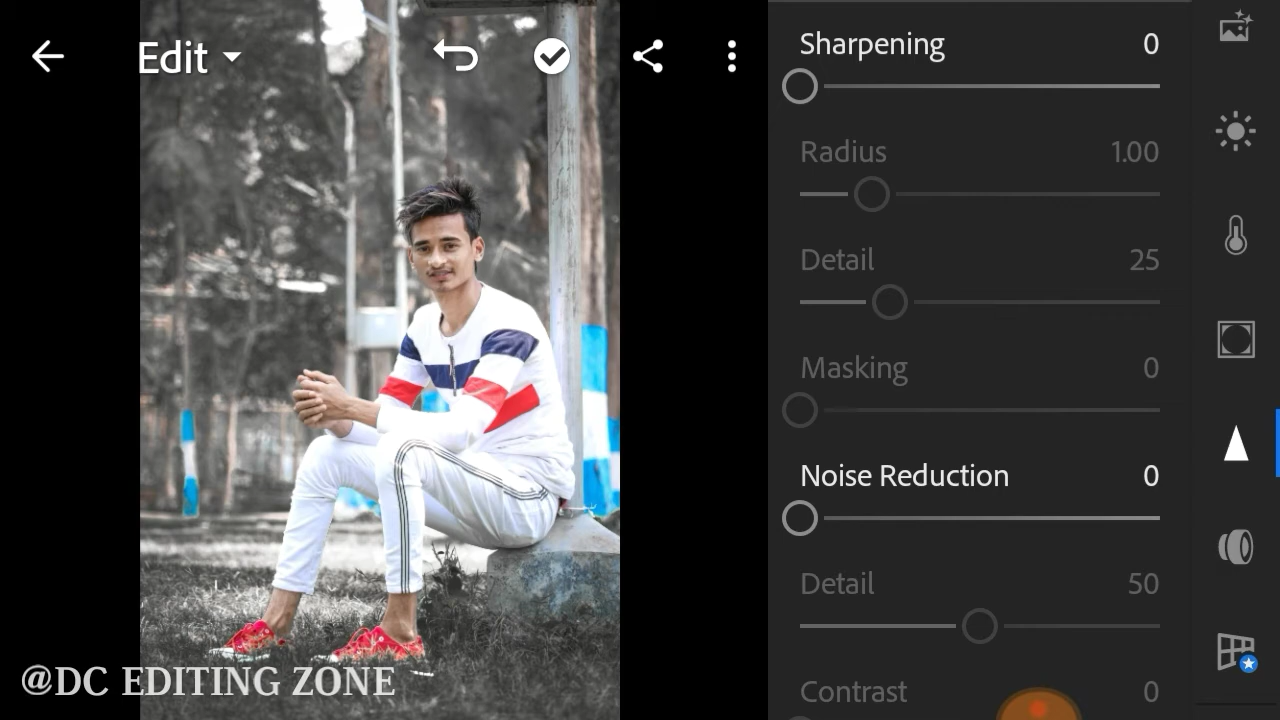 Edit
Sharpening 0
Radius 1.00
Detail 25
Masking 0
Noise Reduction 0
Detail 50
Contrast 0
@DC EDITING ZONE